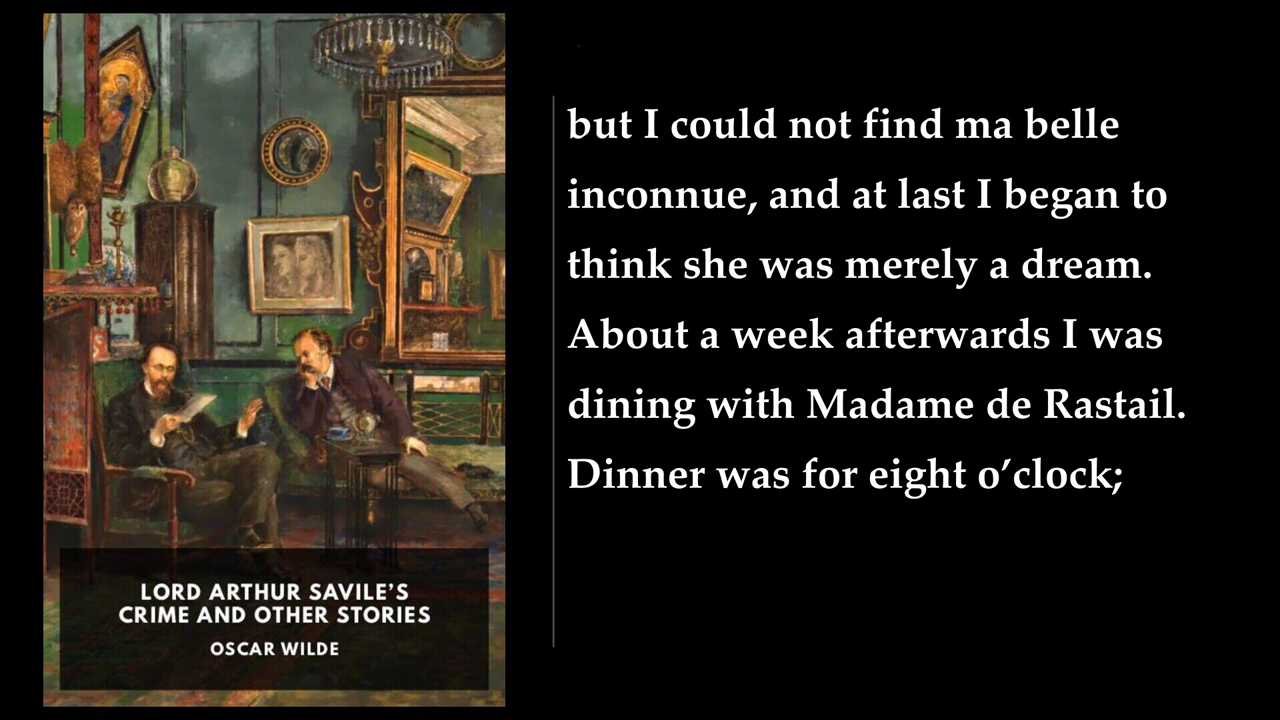 but I could not find ma belle
inconnue, and at last I began to
think she was merely a dream.
About a week afterwards I was
dining with Madame de Rastail.
Dinner was for eight o’clock;
LORD ARTHUR SAVILE’S
CRIME AND OTHER STORIES
OSCAR WILDE